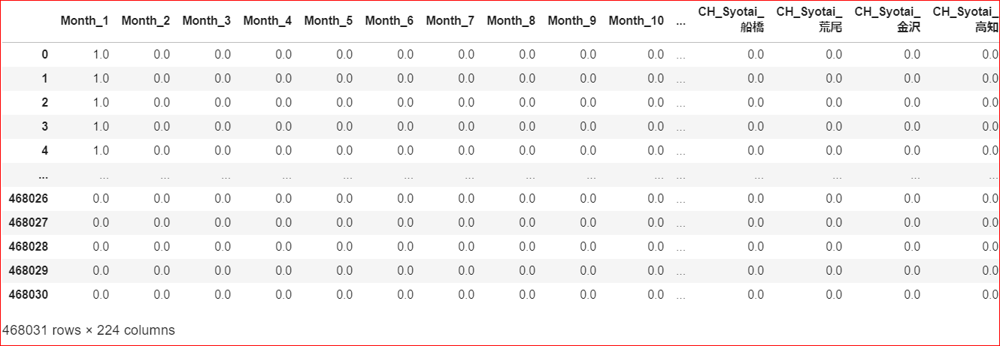 Month_1 Month_2 Month_3 Month_4 Month_5 Month_6 Month_7 Month_8 Month_9 Month_10 ... CH_Syotai_船橋 CH_Syotai_荒尾 CH_Syotai_金沢 CH_Syotai_高知
0 1.0 0.0 0.0 0.0 0.0 0.0 0.0 0.0 0.0 0.0 ... 0.0 0.0 0.0 0.0
1 1.0 0.0 0.0 0.0 0.0 0.0 0.0 0.0 0.0 0.0 ... 0.0 0.0 0.0 0.0
2 1.0 0.0 0.0 0.0 0.0 0.0 0.0 0.0 0.0 0.0 ... 0.0 0.0 0.0 0.0
3 1.0 0.0 0.0 0.0 0.0 0.0 0.0 0.0 0.0 0.0 ... 0.0 0.0 0.0 0.0
4 1.0 0.0 0.0 0.0 0.0 0.0 0.0 0.0 0.0 0.0 ... 0.0 0.0 0.0 0.0
... ... ... ... ... ... ... ... ... ... ... ... ... ... ... ...
468026 0.0 0.0 0.0 0.0 0.0 0.0 0.0 0.0 0.0 0.0 ... 0.0 0.0 0.0 0.0
468027 0.0 0.0 0.0 0.0 0.0 0.0 0.0 0.0 0.0 0.0 ... 0.0 0.0 0.0 0.0
468028 0.0 0.0 0.0 0.0 0.0 0.0 0.0 0.0 0.0 0.0 ... 0.0 0.0 0.0 0.0
468029 0.0 0.0 0.0 0.0 0.0 0.0 0.0 0.0 0.0 0.0 ... 0.0 0.0 0.0 0.0
468030 0.0 0.0 0.0 0.0 0.0 0.0 0.0 0.0 0.0 0.0 ... 0.0 0.0 0.0 0.0
468031 rows × 224 columns